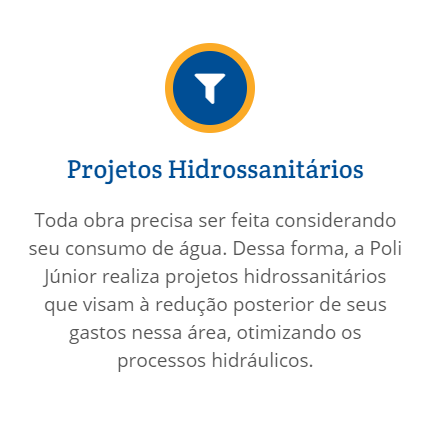 Projetos Hidrossanitários
Toda obra precisa ser feita considerando
seu consumo de água. Dessa forma, a Poli
Júnior realiza projetos hidrossanitários
que visam à redução posterior de seus
gastos nessa área, otimizando os
processos hidráulicos.